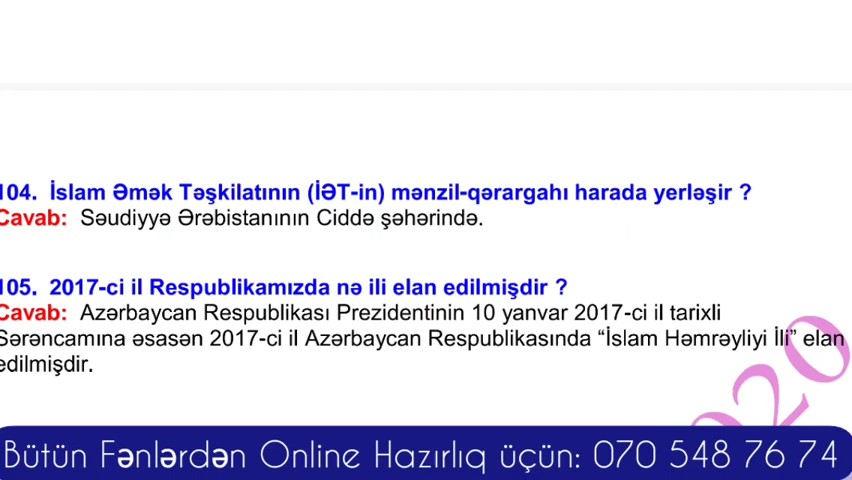 104. İslam Əmək Təşkilatının (İƏT-in) mənzil-qərargahı harada yerləşir ?
Cavab: Səudiyyə Ərəbistanının Ciddə şəhərində.
105. 2017-ci il Respublikamızda nə ili elan edilmişdir ?
Cavab: Azərbaycan Respublikası Prezidentinin 10 yanvar 2017-ci il tarixli
Sərəncamına əsasən 2017-ci il Azərbaycan Respublikasında “İslam Həmrəyliyi İli” elan
edilmişdir.
Bütün Fənlərdən Online Hazırlıq üçün: 070 548 76 74